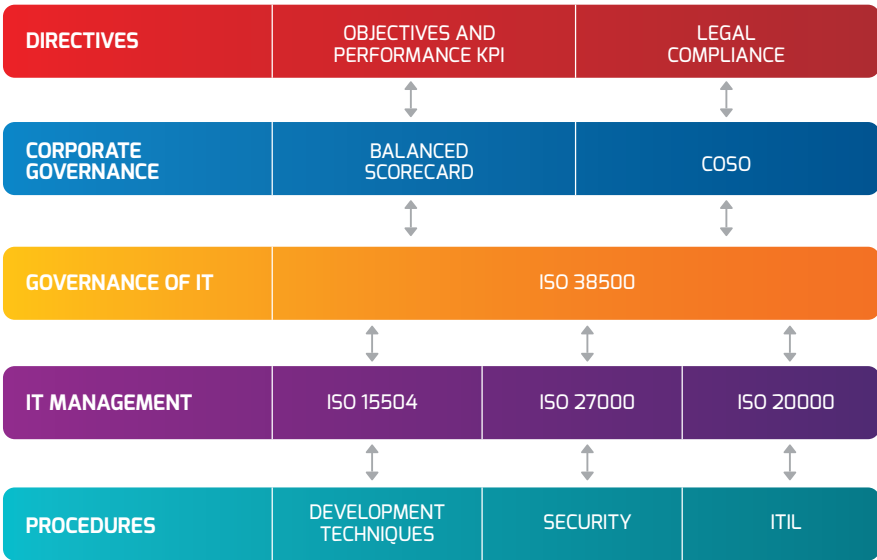 DIRECTIVES
OBJECTIVES AND
PERFORMANCE KPI
LEGAL
COMPLIANCE
CORPORATE
GOVERNANCE
BALANCED
SCORECARD
COSO
GOVERNANCE OF IT
ISO 38500
IT MANAGEMENT
ISO 15504
ISO 27000
ISO 20000
PROCEDURES
DEVELOPMENT
TECHNIQUES
SECURITY
ITIL